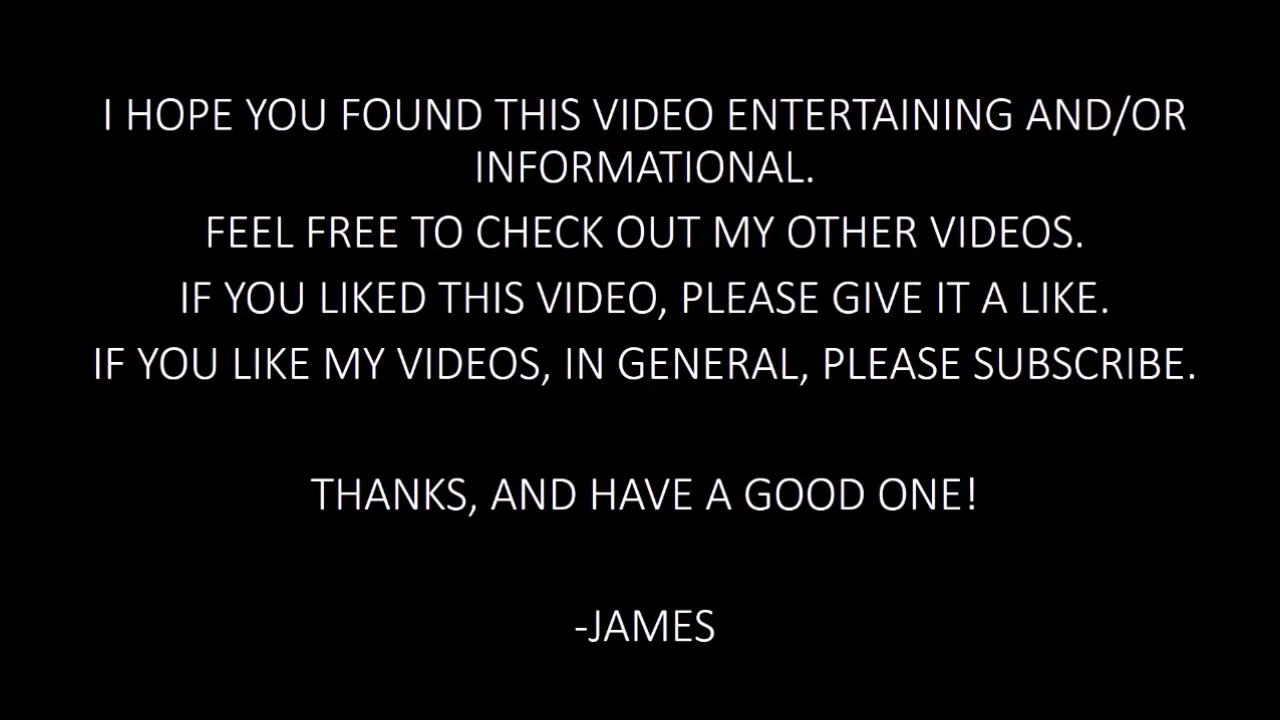 I HOPE YOU FOUND THIS VIDEO ENTERTAINING AND/OR
INFORMATIONAL.
FEEL FREE TO CHECK OUT MY OTHER VIDEOS.
IF YOU LIKED THIS VIDEO, PLEASE GIVE IT A LIKE.
IF YOU LIKE MY VIDEOS, IN GENERAL, PLEASE SUBSCRIBE.
THANKS, AND HAVE A GOOD ONE!
-JAMES